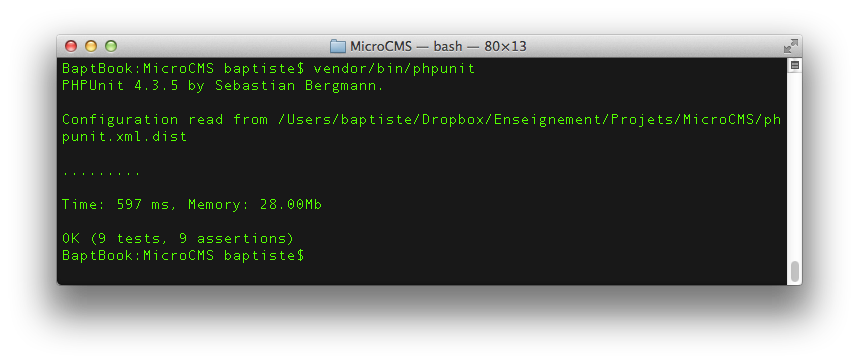 MicroCMS — bash — 80×13
BaptBook:MicroCMS baptiste$ vendor/bin/phpunit
PHPUnit 4.3.5 by Sebastian Bergmann.
Configuration read from /Users/baptiste/Dropbox/Enseignement/Projets/MicroCMS/ph
punit.xml.dist
.........
Time: 597 ms, Memory: 28.00Mb
OK (9 tests, 9 assertions)
BaptBook:MicroCMS baptiste$